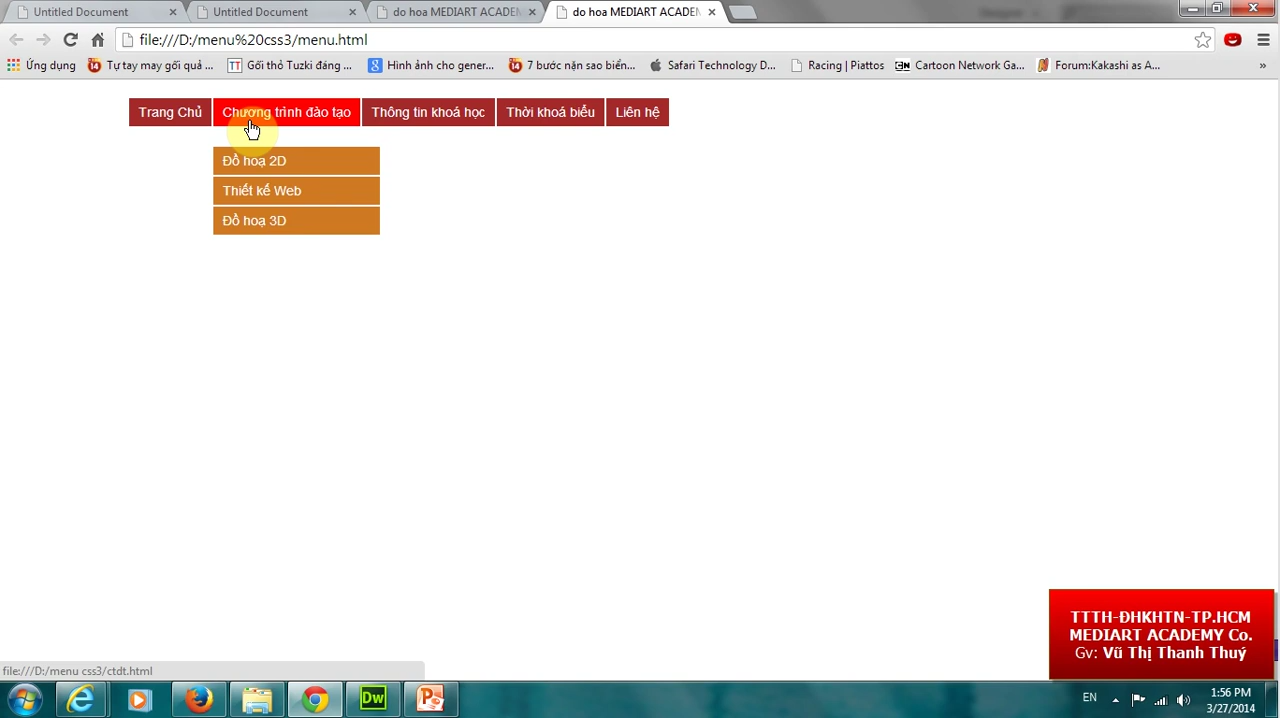 Untitled Document
Untitled Document
do hoa MEDIART ACADEM
do hoa MEDIART ACADEM
file:///D:/menu%20css3/menu.html
Ứng dụng
Tự tay may gối quả ...
Gối thỏ Tuzki đáng ...
Hình ảnh cho gener...
7 bước nặn sao biển...
Safari Technology D...
Racing | Piattos
Cartoon Network Ga...
Forum:Kakashi as A...
»
Trang Chủ
Chương trình đào tạo
Thông tin khoá học
Thời khoá biểu
Liên hệ
Đồ hoạ 2D
Thiết kế Web
Đồ hoạ 3D
TTTH-ĐHKHTN-TP.HCM
MEDIART ACADEMY Co.
Gv: Vũ Thị Thanh Thuý
file:///D:/menu css3/ctdt.html
Dw
EN
1:56 PM
3/27/2014